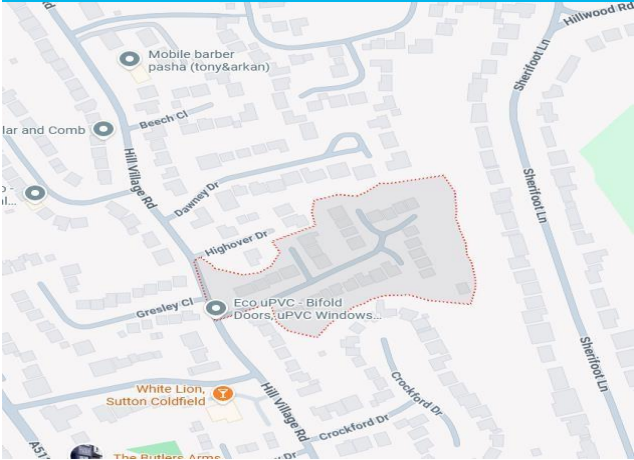 Hillwood Rd
Mobile barber
pasha (tony&arkan)
Sherifoot Ln
Beech Cl
lar and Comb
Hill Village Rd
Dawney Dr
Sherifoot Ln
Highover Dr
Gresley Cl
Eco uPVC - Bifold
Doors, uPVC Windows...
Sherifoot Ln
White Lion,
Sutton Coldfield
Crockford Dr
Hill Village Rd
Crockford Dr
The Butlers Arms